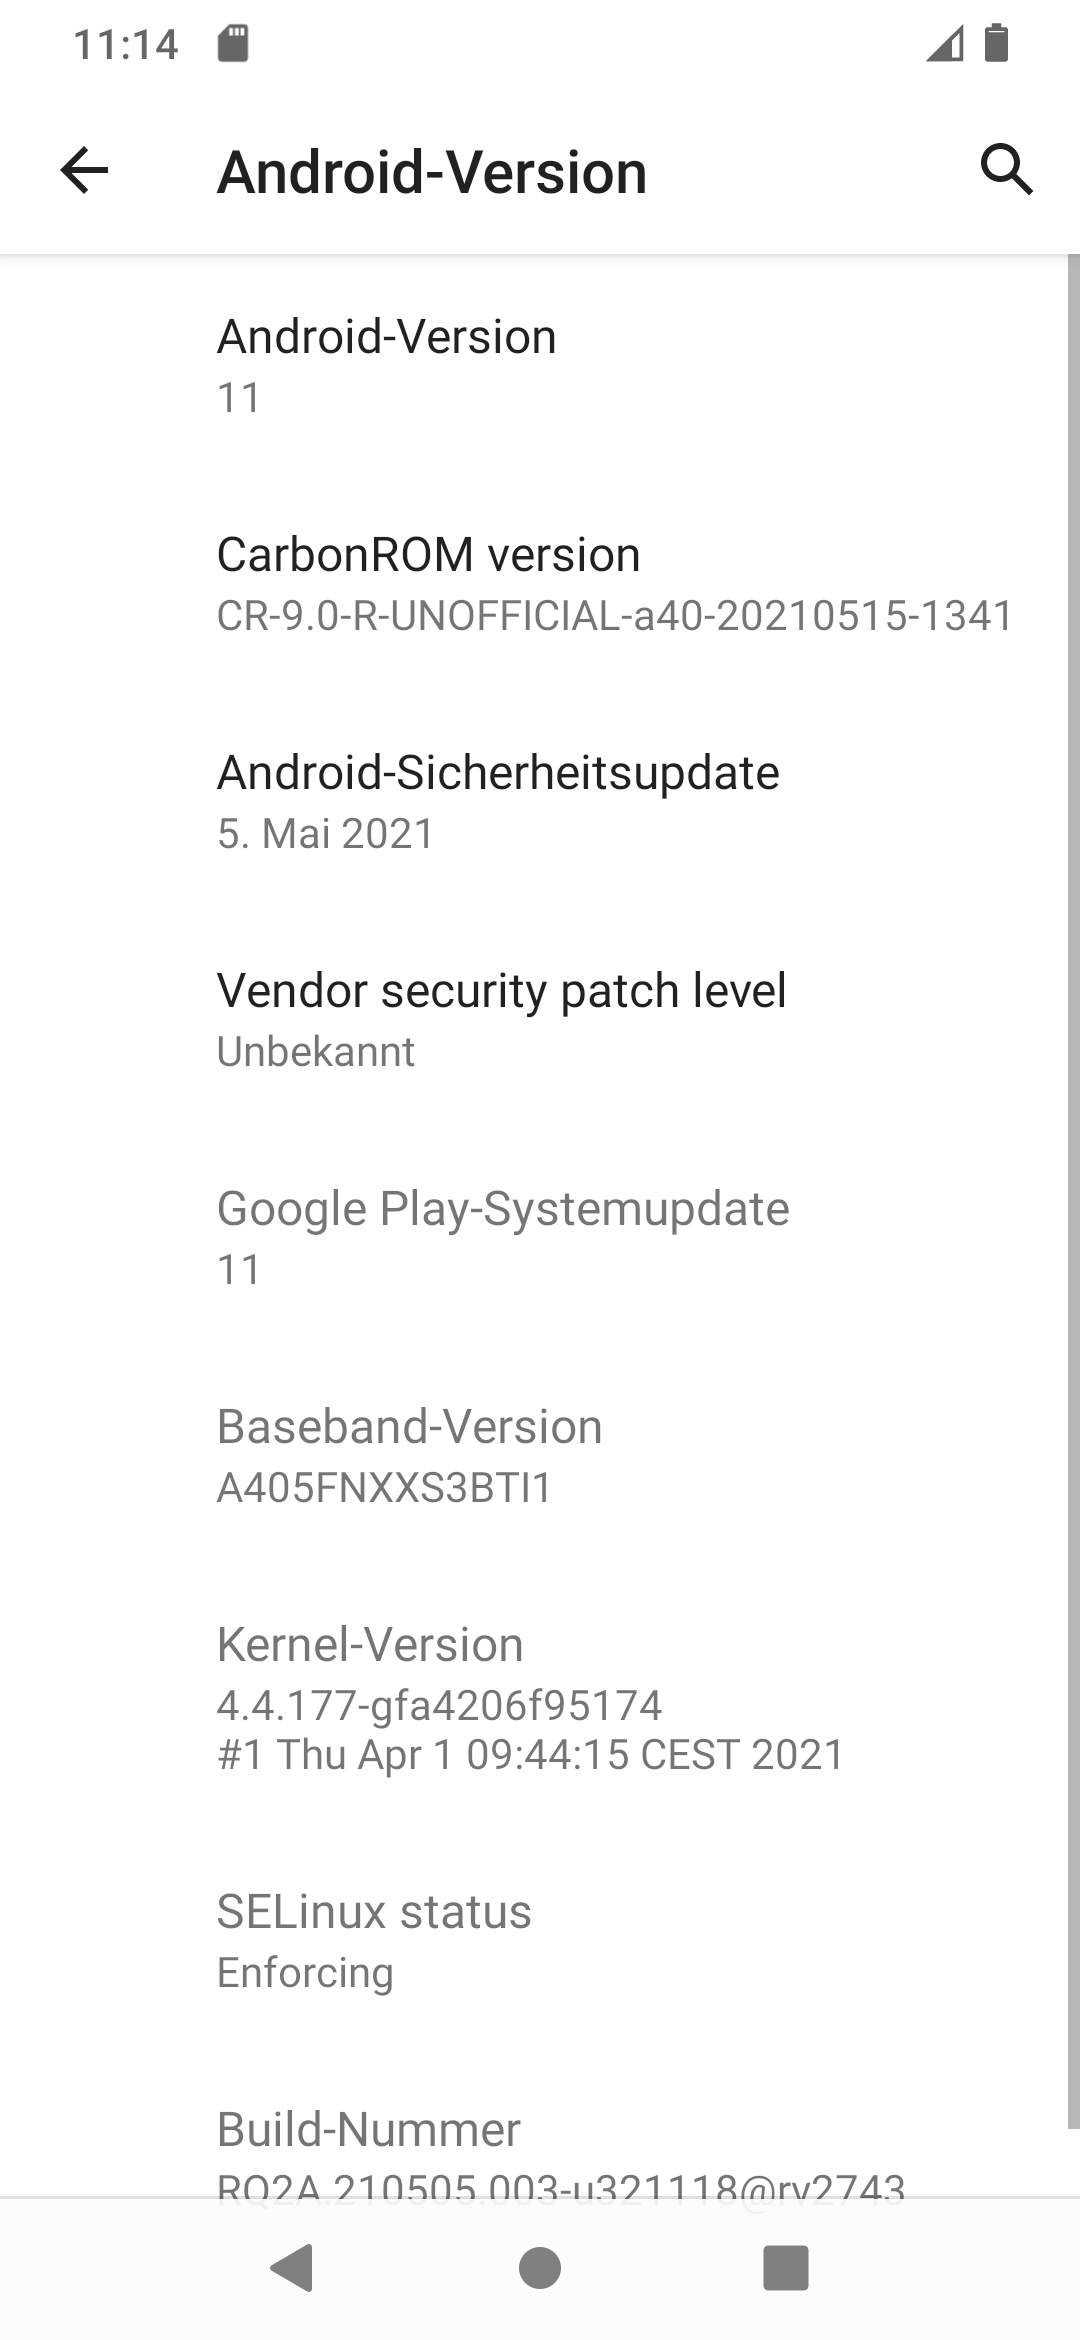 11:14
Android-Version
Android-Version
11
CarbonROM version
CR-9.0-R-UNOFFICIAL-a40-20210515-1341
Android-Sicherheitsupdate
5. Mai 2021
Vendor security patch level
Unbekannt
Google Play-Systemupdate
11
Baseband-Version
A405FNXXS3BTI1
Kernel-Version
4.4.177-gfa4206f95174
#1 Thu Apr 1 09:44:15 CEST 2021
SELinux status
Enforcing
Build-Nummer
RQ2A.210505.003-u321118@rv2743